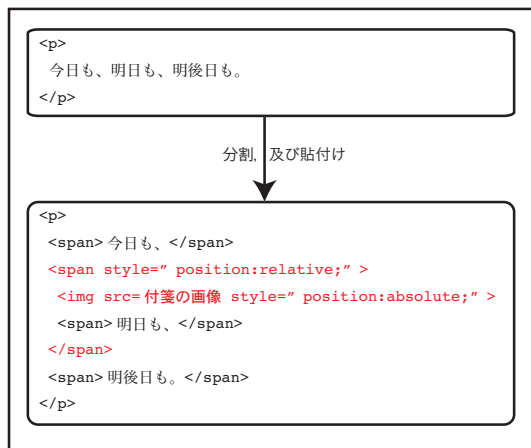 <p>
今日も、明日も、明後日も。
</p>
分割, 及び貼付け
<p>
<span> 今日も、</span>
<span style=” position:relative;” >
<img src= 付箋の画像 style=” position:absolute;” >
<span> 明日も、</span>
</span>
<span> 明後日も。</span>
</p>